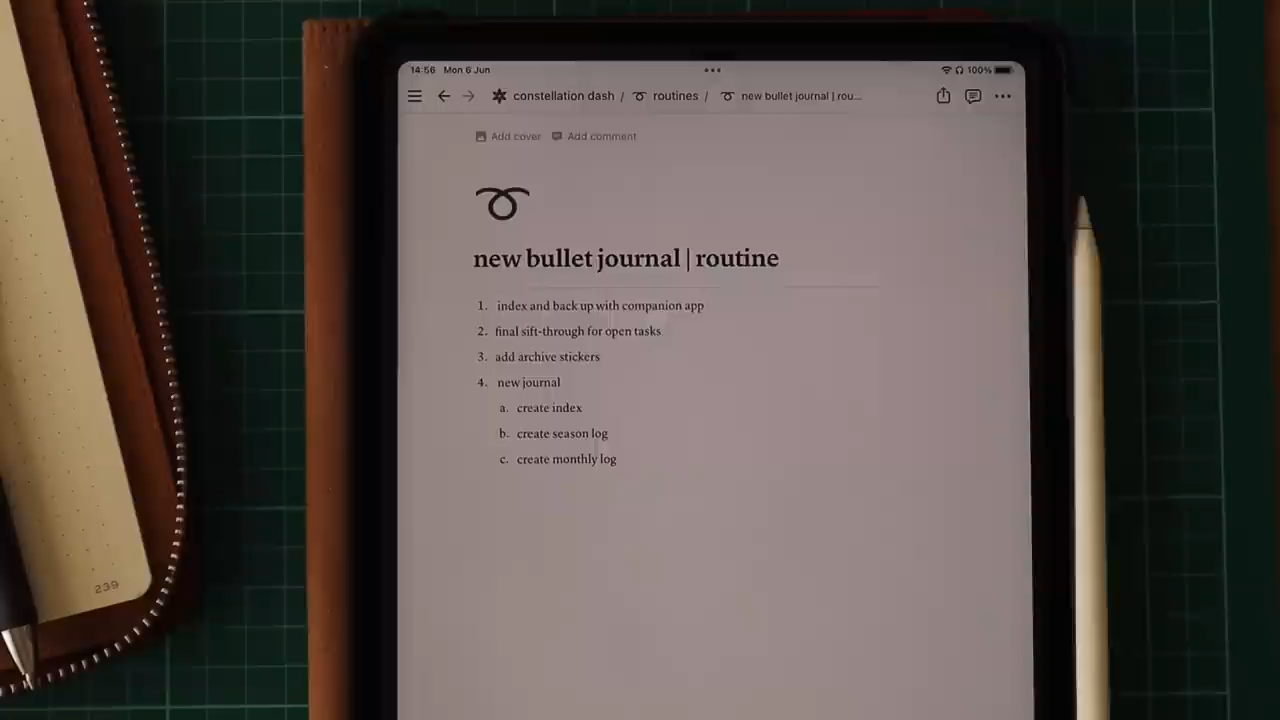 14:56 Mon 6 Jun
100%
constellation dash / routines / new bullet journal | rou...
Add cover Add comment
new bullet journal | routine
1. index and back up with companion app
2. final sift-through for open tasks
3. add archive stickers
4. new journal
a. create index
b. create season log
c. create monthly log
239